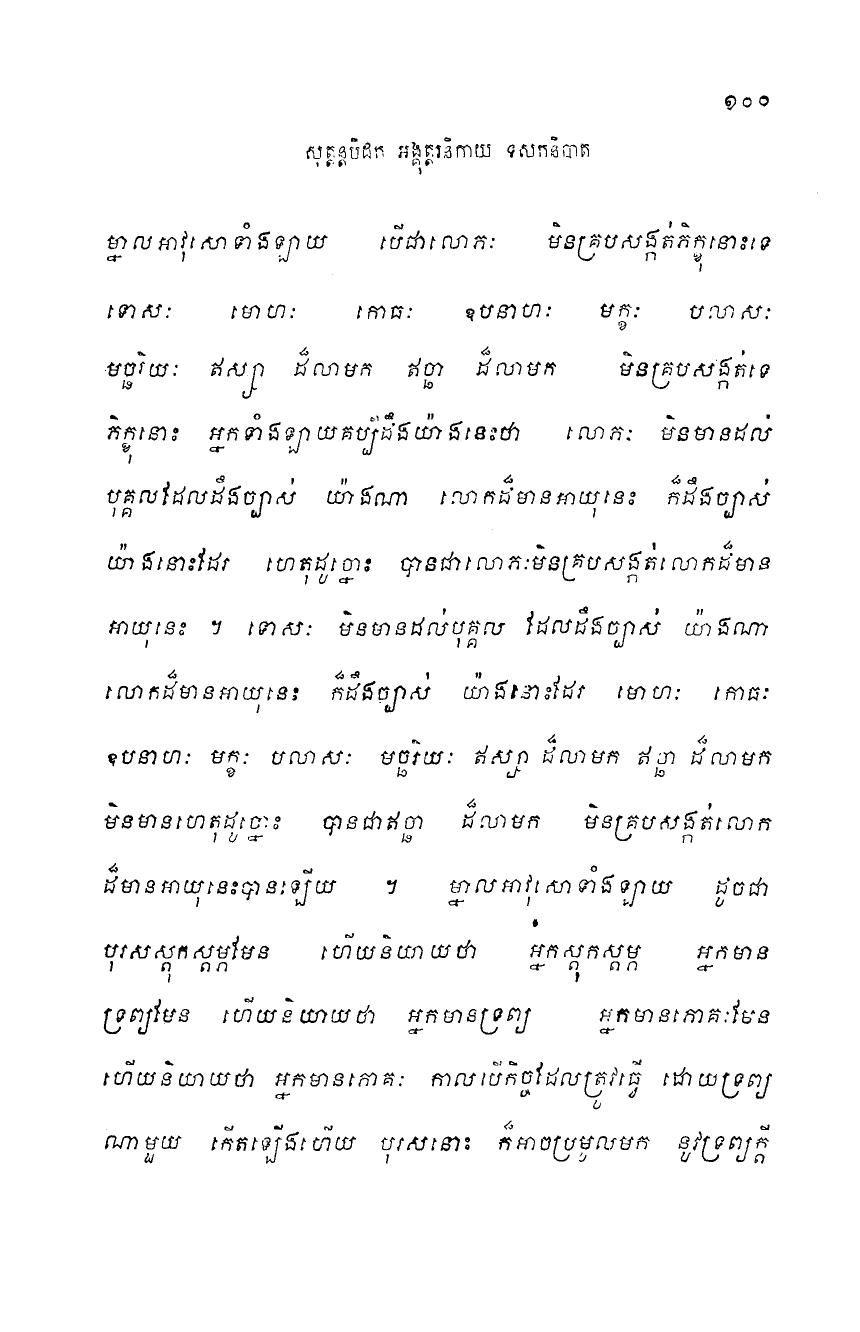 ១០០
សុត្តន្តបិដក អង្គុត្តរនិកាយ ទសកនិបាត
ម្នាលអាវុសោទាំងឡាយ បើជាលោភៈ មិនគ្របសង្កត់ភិក្ខុនោះទេ
ទោសៈ មោហៈ កោធៈ ឧបនាហៈ មក្ខៈ បលាសៈ
មច្ឆរិយៈ ឥស្សា ដ៏លាមក ឥច្ឆា ដ៏លាមក មិនគ្របសង្កត់ទេ
ភិក្ខុនោះ អ្នកទាំងឡាយគប្បីដឹងយ៉ាងនេះថា លោភៈ មិនមានដល់
បុគ្គលដែលដឹងច្បាស់ យ៉ាងណា លោកដ៏មានអាយុនេះ ក៏ដឹងច្បាស់
យ៉ាងនោះដែរ ហេតុដូច្នោះ បានជាលោភៈមិនគ្របសង្កត់លោកដ៏មាន
អាយុនេះ ។ ទោសៈ មិនមានដល់បុគ្គល ដែលដឹងច្បាស់ យ៉ាងណា
លោកដ៏មានអាយុនេះ ក៏ដឹងច្បាស់ យ៉ាងនោះដែរ មោហៈ កោធៈ
ឧបនាហៈ មក្ខៈ បលាសៈ មច្ឆរិយៈ ឥស្សា ដ៏លាមក ឥច្ឆា ដ៏លាមក
មិនមានហេតុដូច្នោះ បានជាឥច្ឆា ដ៏លាមក មិនគ្របសង្កត់លោក
ដ៏មានអាយុនេះបានឡើយ ។ ម្នាលអាវុសោទាំងឡាយ ដូចជា
បុរសស្តុកស្តម្ភមែន ហើយនិយាយថា អ្នកស្តុកស្តម្ភ អ្នកមាន
ទ្រព្យមែន ហើយនិយាយថា អ្នកមានទ្រព្យ អ្នកមានភោគៈមែន
ហើយនិយាយថា អ្នកមានភោគៈ កាលបើកិច្ចដែលត្រូវធ្វើ ដោយទ្រព្យ
ណាមួយ កើតឡើងហើយ បុរសនោះ ក៏អាចប្រមូលមក នូវទ្រព្យក្តី